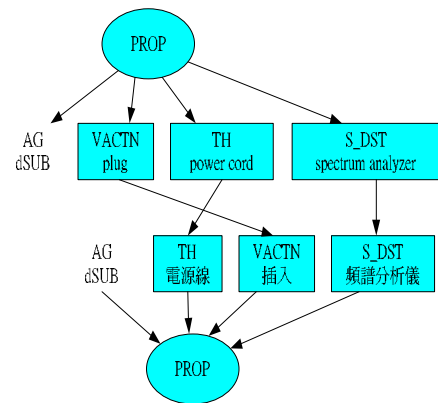 PROP
AG
dSUB
VACTN
plug
TH
power cord
S_DST
spectrum analyzer
AG
dSUB
TH
電源線
VACTN
插入
S_DST
頻譜分析儀
PROP